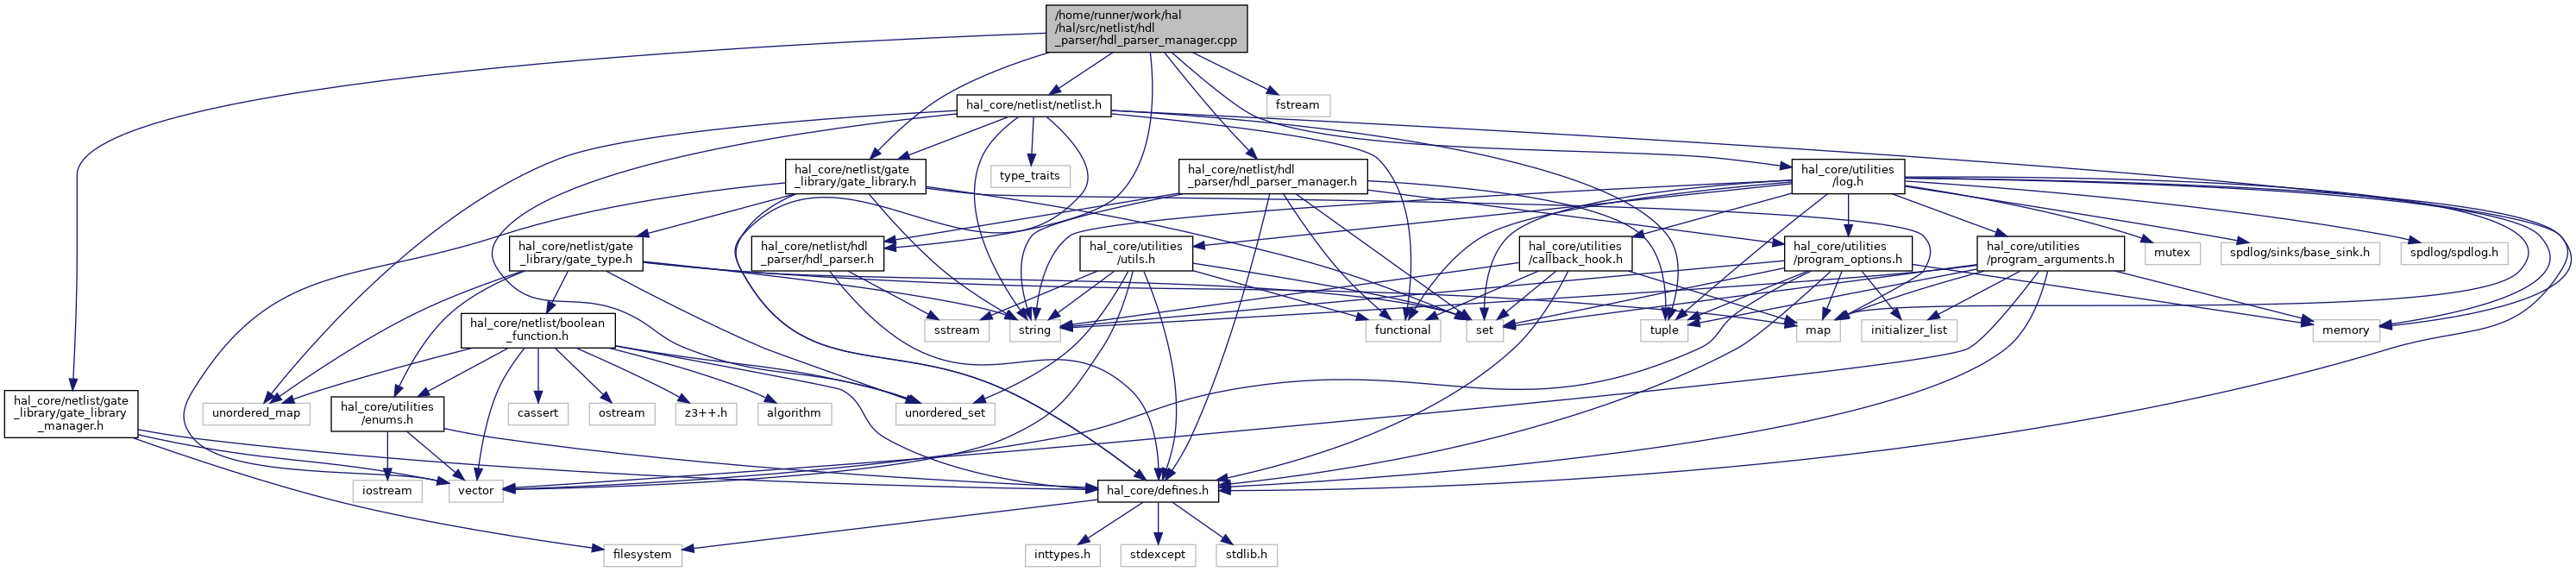 /home/runner/work/hal
/hal/src/netlist/hdl
_parser/hdl_parser_manager.cpp
hal_core/netlist/netlist.h
fstream
hal_core/netlist/gate
_library/gate_library.h
type_traits
hal_core/netlist/hdl
_parser/hdl_parser_manager.h
hal_core/utilities
/log.h
hal_core/netlist/gate
_library/gate_type.h
hal_core/netlist/hdl
_parser/hdl_parser.h
hal_core/utilities
/utils.h
hal_core/utilities
/callback_hook.h
hal_core/utilities
/program_options.h
hal_core/utilities
/program_arguments.h
mutex
spdlog/sinks/base_sink.h
spdlog/spdlog.h
hal_core/netlist/boolean
_function.h
sstream
string
functional
set
tuple
map
initializer_list
memory
hal_core/netlist/gate
_library/gate_library
_manager.h
unordered_map
hal_core/utilities
/enums.h
cassert
ostream
z3++.h
algorithm
unordered_set
iostream
vector
hal_core/defines.h
filesystem
inttypes.h
stdexcept
stdlib.h